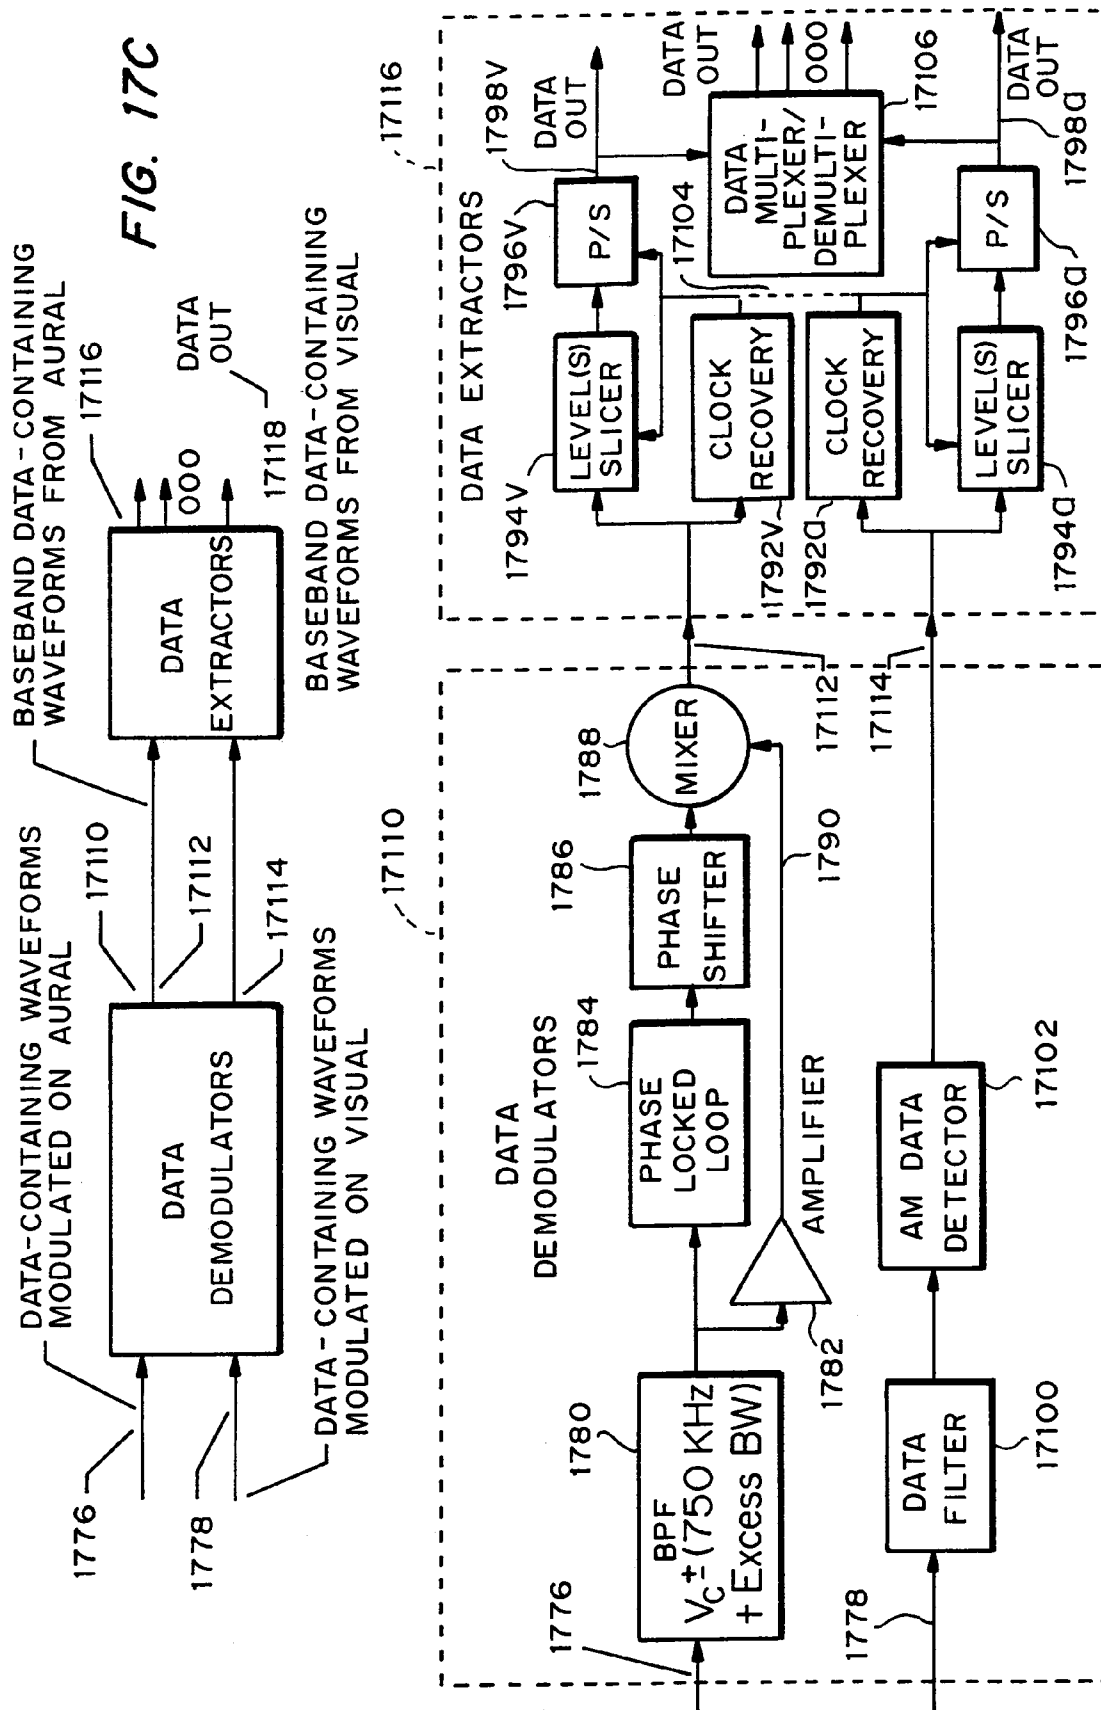 FIG. 17C
DATA-CONTAINING WAVEFORMS
MODULATED ON AURAL
1776
1778
DATA-CONTAINING WAVEFORMS
MODULATED ON VISUAL
DATA
DEMODULATORS
17110
17112
17114
BASEBAND DATA-CONTAINING
WAVEFORMS FROM AURAL
17116
DATA
EXTRACTORS
000
DATA
OUT
17118
BASEBAND DATA-CONTAINING
WAVEFORMS FROM VISUAL
17110
DATA
DEMODULATORS
1776
1780
BPF
Vc±(750 KHz
+ Excess BW)
1782
AMPLIFIER
1784
PHASE
LOCKED
LOOP
1786
PHASE
SHIFTER
1788
MIXER
1790
1778
DATA
FILTER
17100
AM DATA
DETECTOR
17102
17112
17114
17116
DATA EXTRACTORS
1794V
LEVEL(S)
SLICER
1796V
P/S
1798V
DATA
OUT
CLOCK
RECOVERY
1792V
17104
DATA
MULTI-
PLEXER/
DEMULTI-
PLEXER
DATA
OUT
000
17106
1792a
CLOCK
RECOVERY
LEVEL(S)
SLICER
1794a
P/S
1796a
DATA
OUT
1798a